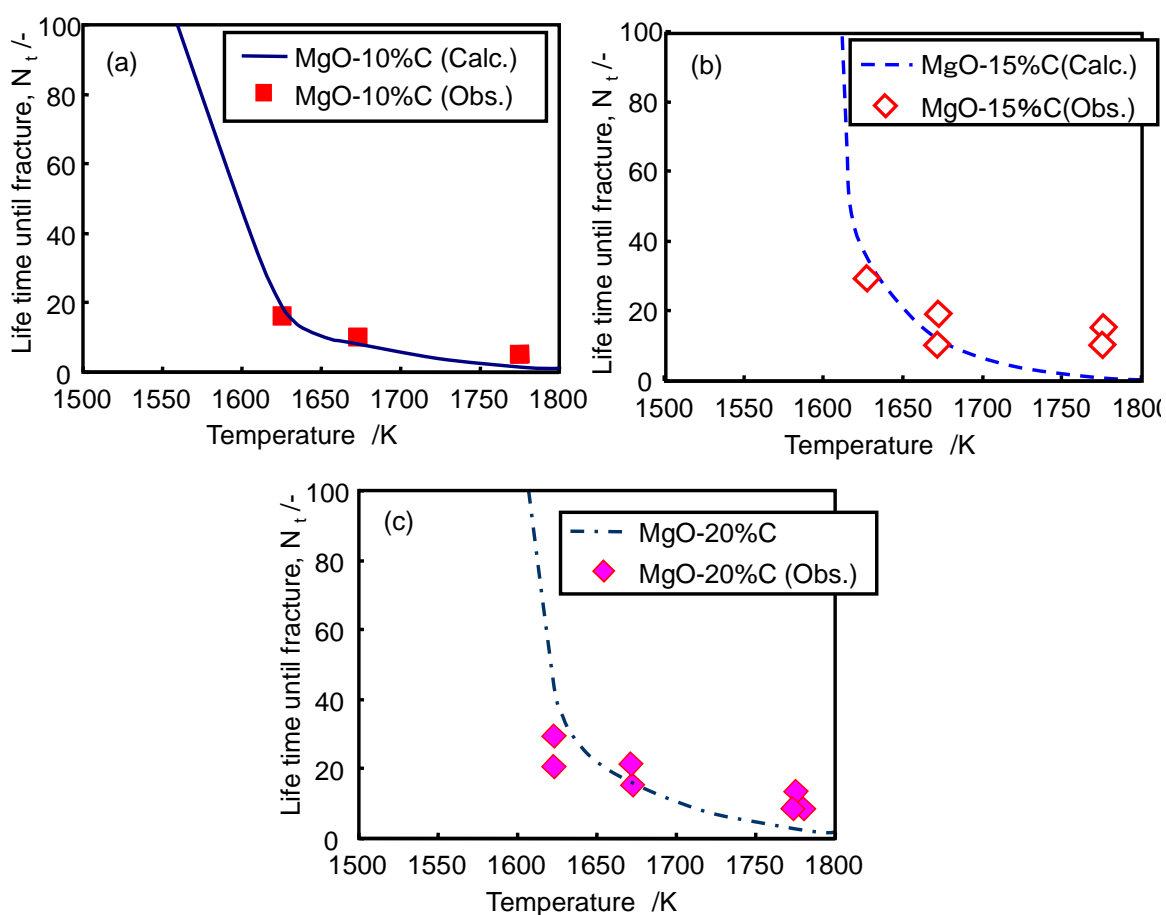 (a)
MgO-10%C (Calc.)
MgO-10%C (Obs.)
Life time until fracture, N t /-
100
80
60
40
20
0
1500 1550 1600 1650 1700 1750 1800
Temperature /K
(b)
MgO-15%C(Calc.)
MgO-15%C(Obs.)
Life time until fracture, N t /-
100
80
60
40
20
0
1500 1550 1600 1650 1700 1750 1800
Temperature /K
(c)
MgO-20%C
MgO-20%C (Obs.)
Life time until fracture, N t /-
100
80
60
40
20
0
1500 1550 1600 1650 1700 1750 1800
Temperature /K